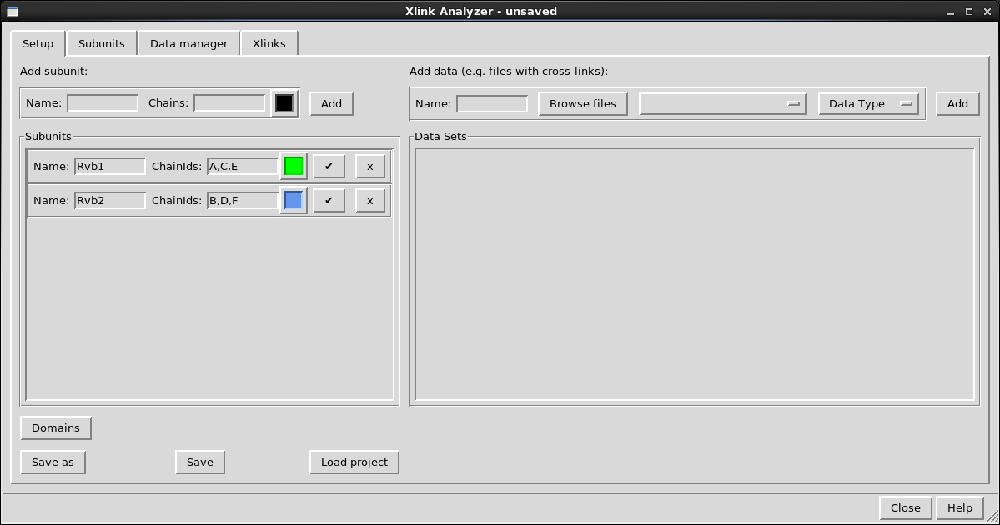 Xlink Analyzer - unsaved
Setup Subunits Data manager Xlinks
Add subunit: Add data (e.g. files with cross-links):
Name: Chains: Add Name: Browse files Data Type Add
Subunits Data Sets
Name: Rvb1 ChainIds: A,C,E ✔ x
Name: Rvb2 ChainIds: B,D,F ✔ x
Domains
Save as Save Load project
Close Help